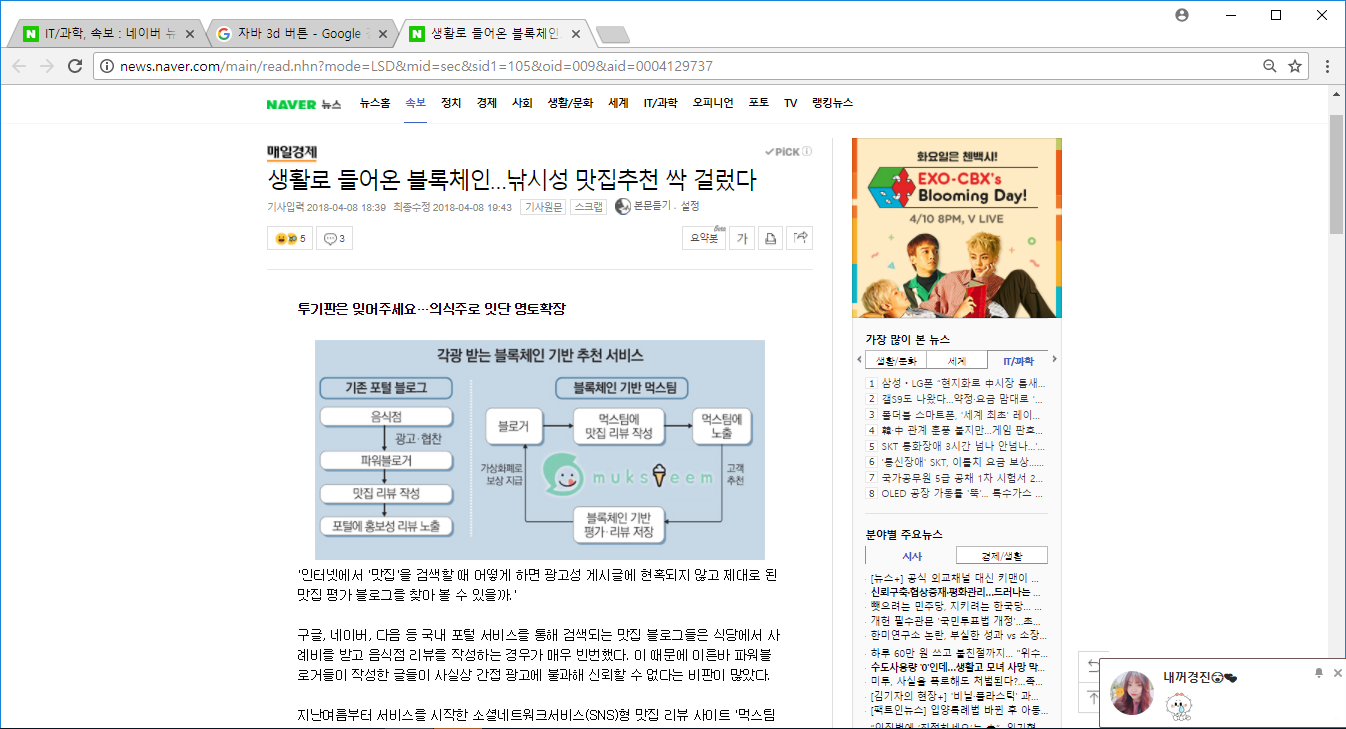 IT/과학, 속보 : 네이버 뉴
자바 3d 버튼 - Google
생활로 들어온 블록체인
news.naver.com/main/read.nhn?mode=LSD&mid=sec&sid1=105&oid=009&aid=0004129737
NAVER 뉴스 뉴스홈 속보 정치 경제 사회 생활/문화 세계 IT/과학 오피니언 포토 TV 랭킹뉴스
매일경제
PICK
생활로 들어온 블록체인...낚시성 맛집추천 싹 걸렀다
기사입력 2018-04-08 18:39 최종수정 2018-04-08 19:43 기사원문 스크랩 본문듣기 · 설정
5 3 요약봇 Beta 가
투기판은 잊어주세요…의식주로 잇단 영토확장
각광 받는 블록체인 기반 추천 서비스
기존 포털 블로그
음식점
광고·협찬
파워블로거
맛집 리뷰 작성
포털에 홍보성 리뷰 노출
블록체인 기반 먹스팀
블로거
먹스팀에
맛집 리뷰 작성
먹스팀에
노출
가상화폐로
보상 지급
muksteem
고객
추천
블록체인 기반
평가·리뷰 저장
'인터넷에서 '맛집'을 검색할 때 어떻게 하면 광고성 게시글에 현혹되지 않고 제대로 된
맛집 평가 블로그를 찾아 볼 수 있을까.'
구글, 네이버, 다음 등 국내 포털 서비스를 통해 검색되는 맛집 블로그들은 식당에서 사
례비를 받고 음식점 리뷰를 작성하는 경우가 매우 빈번했다. 이 때문에 이른바 파워블
로거들이 작성한 글들이 사실상 간접 광고에 불과해 신뢰할 수 없다는 비판이 많았다.
지난여름부터 서비스를 시작한 소셜네트워크서비스(SNS)형 맛집 리뷰 사이트 '먹스팀
화요일은 첸백시!
EXO-CBX's
Blooming Day!
4/10 8PM, V LIVE
가장 많이 본 뉴스
생활/문화 세계 IT/과학
1 삼성·LG폰 "현지화로 中시장 틈새...
2 갤S9도 나왔다...약정·요금 맘대로 '...
3 폴더블 스마트폰, '세계 최초' 레이...
4 韓·中 관계 훈풍 불지만...게임 판호...
5 SKT 통화장애 3시간 넘나 안넘나...'...
6 '통신장애' SKT, 이틀치 요금 보상......
7 국가공무원 5급 공채 1차 시험서 2...
8 OLED 공장 가동률 '뚝'... 특수가스 ...
분야별 주요뉴스
시사 경제/생활
[뉴스+] 공식 외교채널 대신 키맨이 ...
신뢰구축·협상중재·평화관리...드러나는 ...
뺏으려는 민주당, 지키려는 한국당... ...
개헌 필수관문 '국민투표법 개정'...초...
한미연구소 논란, 부실한 성과 vs 소장...
하루 60만 원 쓰고 불친절까지... "위수...
수도사용량 '0'인데...생활고 모녀 사망 막...
미투, 사실을 폭로해도 처벌된다?...족...
[김기자의 현장+] '비닐·플라스틱' 과...
[팩트인뉴스] 입양특례법 바뀐 후 아동...
내꺼경진